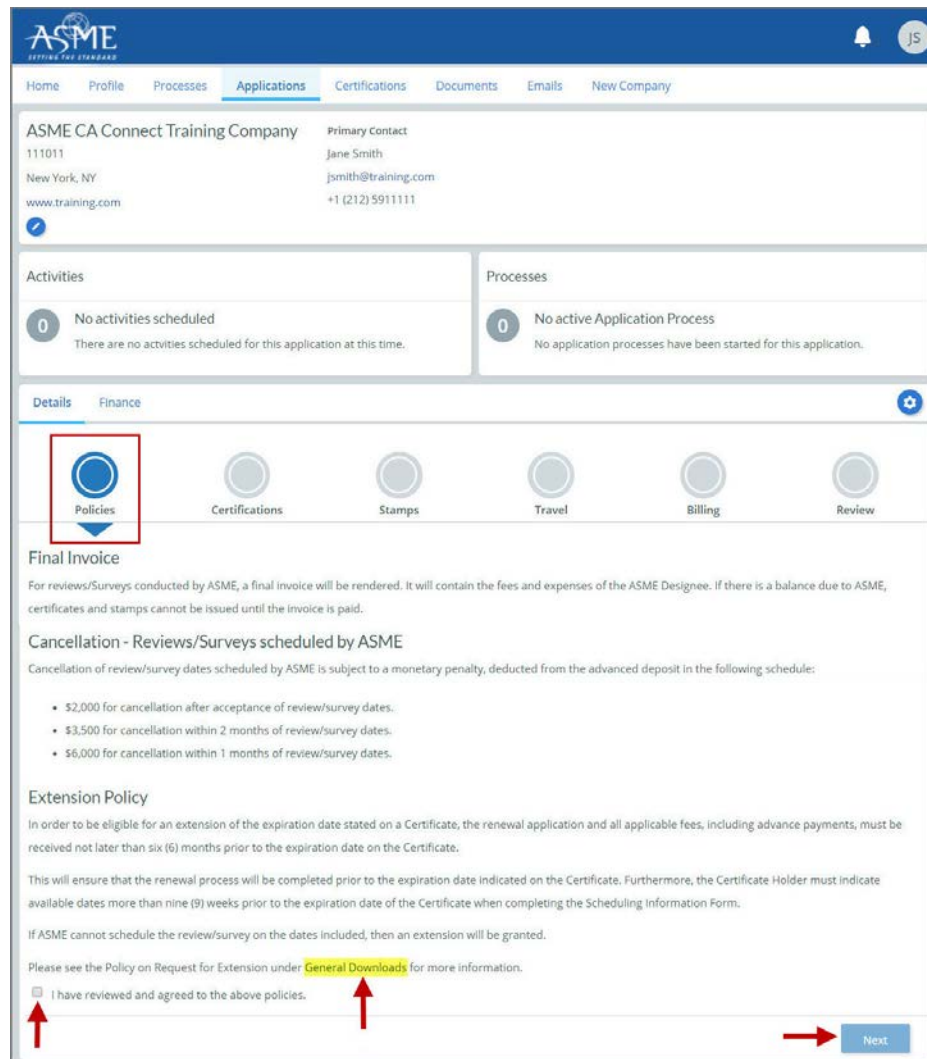 ASME
SETTING THE STANDARD
JS
Home Profile Processes Applications Certifications Documents Emails New Company
ASME CA Connect Training Company
111011
New York, NY
www.training.com
Primary Contact
Jane Smith
jsmith@training.com
+1 (212) 5911111
Activities
0
No activities scheduled
There are no actvities scheduled for this application at this time.
Processes
0
No active Application Process
No application processes have been started for this application.
Details Finance
Policies Certifications Stamps Travel Billing Review
Final Invoice
For reviews/Surveys conducted by ASME, a final invoice will be rendered. It will contain the fees and expenses of the ASME Designee. If there is a balance due to ASME,
certificates and stamps cannot be issued until the invoice is paid.
Cancellation - Reviews/Surveys scheduled by ASME
Cancellation of review/survey dates scheduled by ASME is subject to a monetary penalty, deducted from the advanced deposit in the following schedule:
• $2,000 for cancellation after acceptance of review/survey dates.
• $3,500 for cancellation within 2 months of review/survey dates.
• $6,000 for cancellation within 1 months of review/survey dates.
Extension Policy
In order to be eligible for an extension of the expiration date stated on a Certificate, the renewal application and all applicable fees, including advance payments, must be
received not later than six (6) months prior to the expiration date on the Certificate.
This will ensure that the renewal process will be completed prior to the expiration date indicated on the Certificate. Furthermore, the Certificate Holder must indicate
available dates more than nine (9) weeks prior to the expiration date of the Certificate when completing the Scheduling Information Form.
If ASME cannot schedule the review/survey on the dates included, then an extension will be granted.
Please see the Policy on Request for Extension under General Downloads for more information.
I have reviewed and agreed to the above policies.
Next